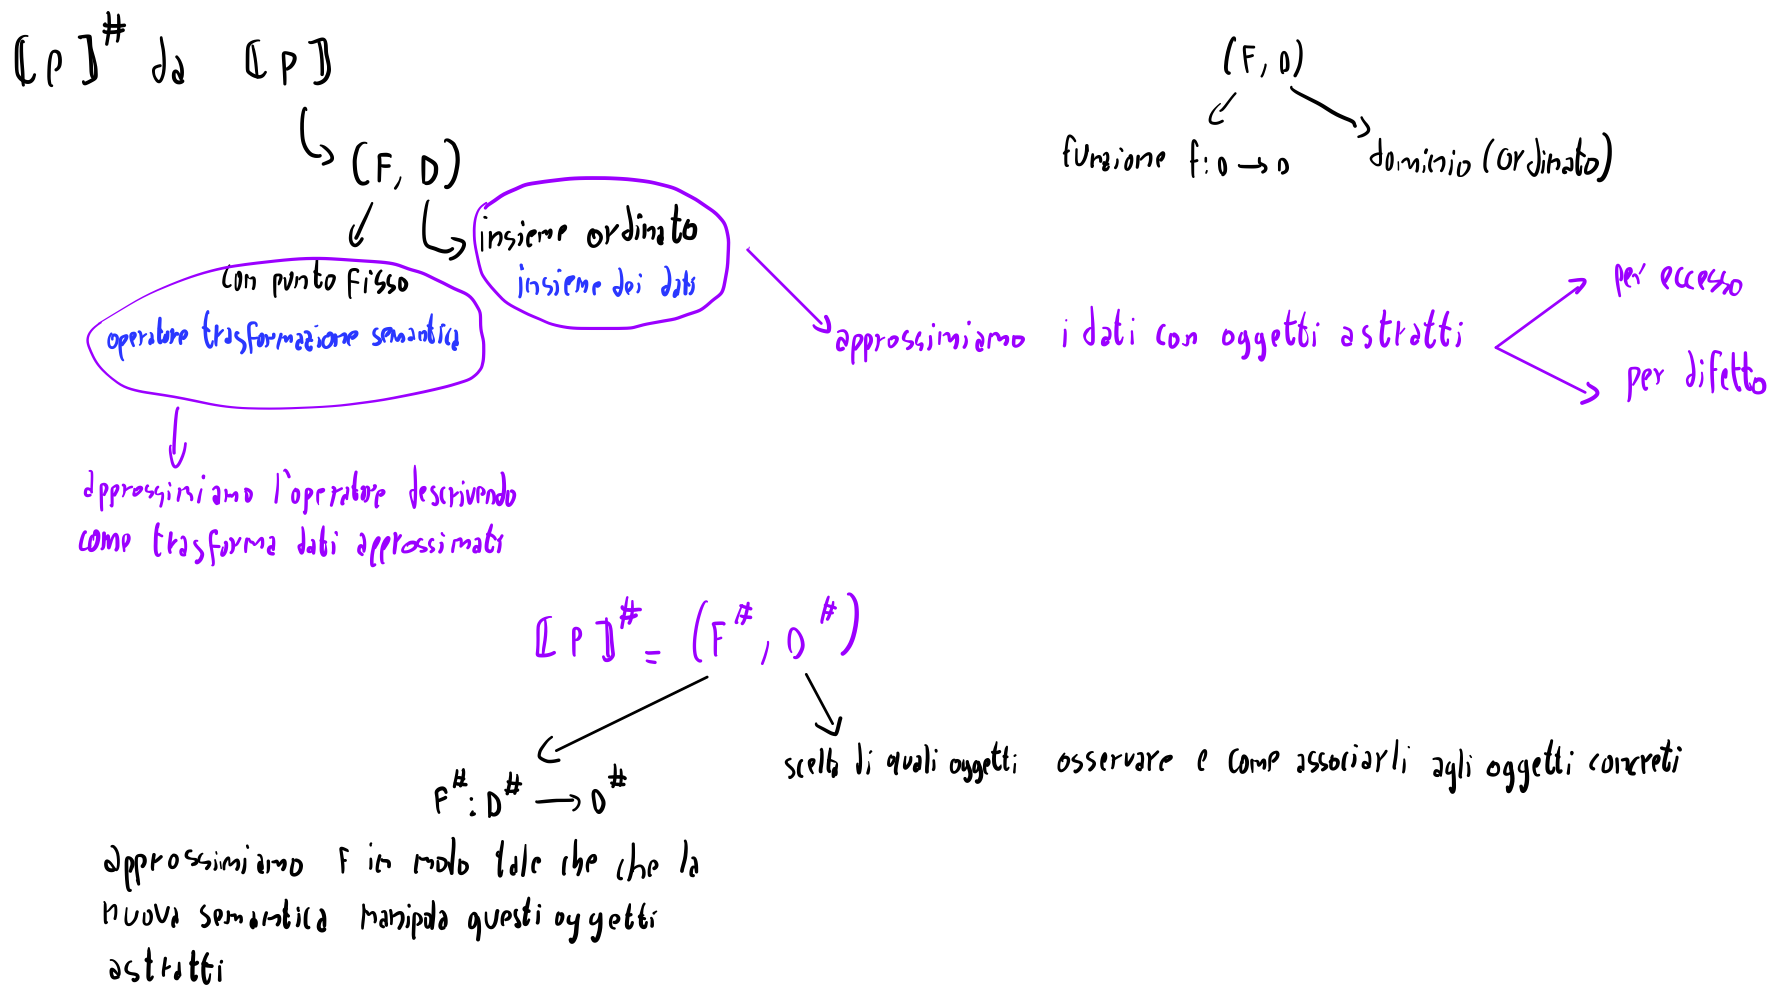 ⟦P⟧# da ⟦P⟧
(F, D)
funzione f: D → D
dominio (ordinato)
(F, D)
insieme ordinato
insieme dei dati
con punto fisso
operatore trasformazione semantica
approssimiamo i dati con oggetti astratti
per eccesso
per difetto
approssimiamo l'operatore descrivendo
come trasforma dati approssimati
⟦P⟧# = (F#, D#)
scelta di quali oggetti osservare e come associarli agli oggetti concreti
F#: D# → D#
approssimiamo F in modo tale che che la
nuova semantica manipola questi oggetti
astratti